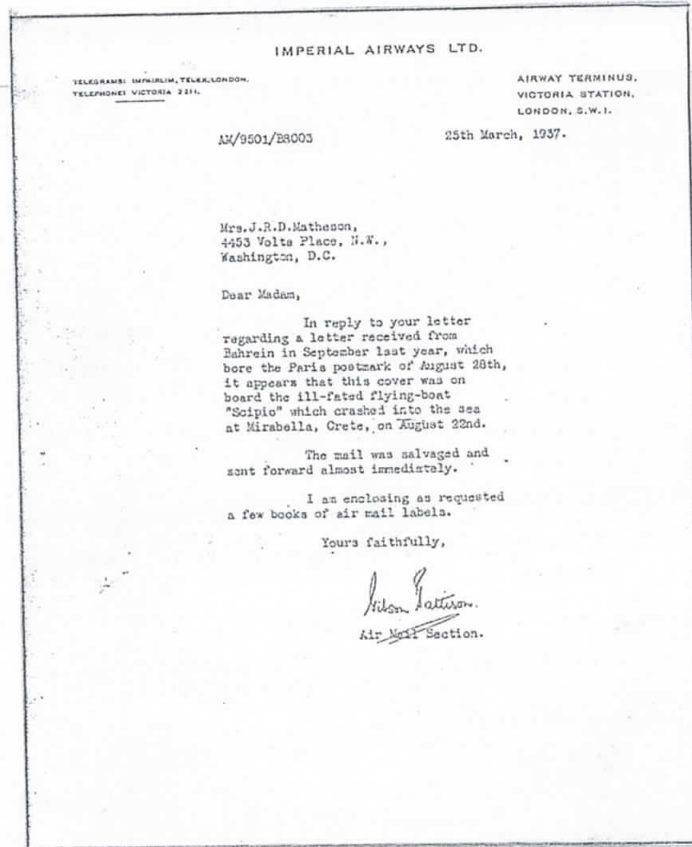 IMPERIAL AIRWAYS LTD.
TELEGRAMS: IMPAIRLIM, TELEX, LONDON.
TELEPHONE: VICTORIA 2211.
AIRWAY TERMINUS,
VICTORIA STATION,
LONDON, S.W.1.
AM/9501/B8003
25th March, 1937.
Mrs.J.R.D.Matheson,
4453 Volta Place, N.W.,
Washington, D.C.
Dear Madam,
In reply to your letter
regarding a letter received from
Bahrein in September last year, which
bore the Paris postmark of August 28th,
it appears that this cover was on
board the ill-fated flying-boat
"Scipio" which crashed into the sea
at Mirabella, Crete, on August 22nd.
The mail was salvaged and
sent forward almost immediately.
I am enclosing as requested
a few books of air mail labels.
Yours faithfully,
Air Mail Section.